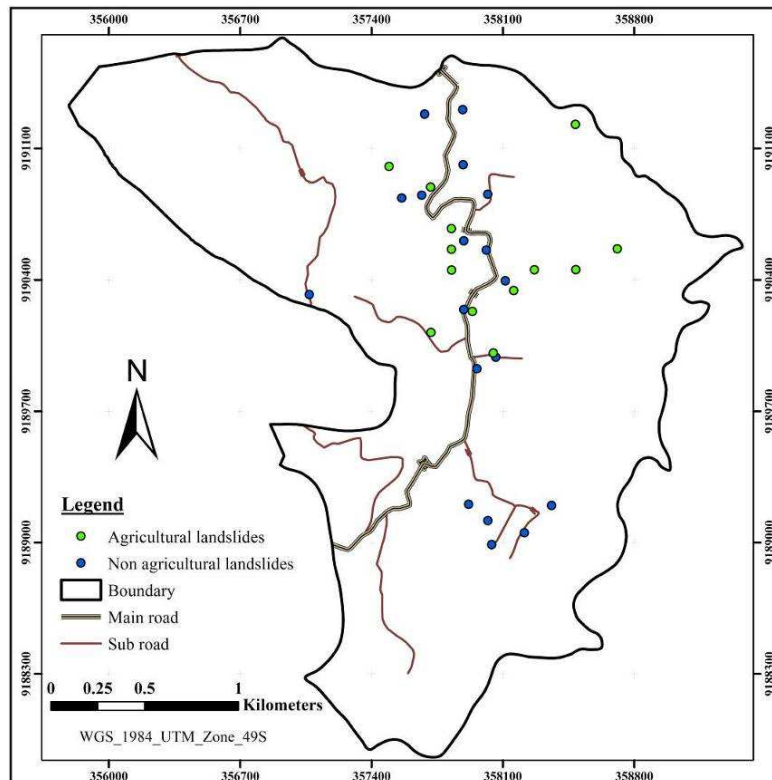 356000 356700 357400 358100 358800
9191100 9191100
9190400 9190400
9189700 9189700
9189000 9189000
9188300 9188300
N
Legend
Agricultural landslides
Non agricultural landslides
Boundary
Main road
Sub road
0 0.25 0.5 1
Kilometers
WGS_1984_UTM_Zone_49S
356000 356700 357400 358100 358800